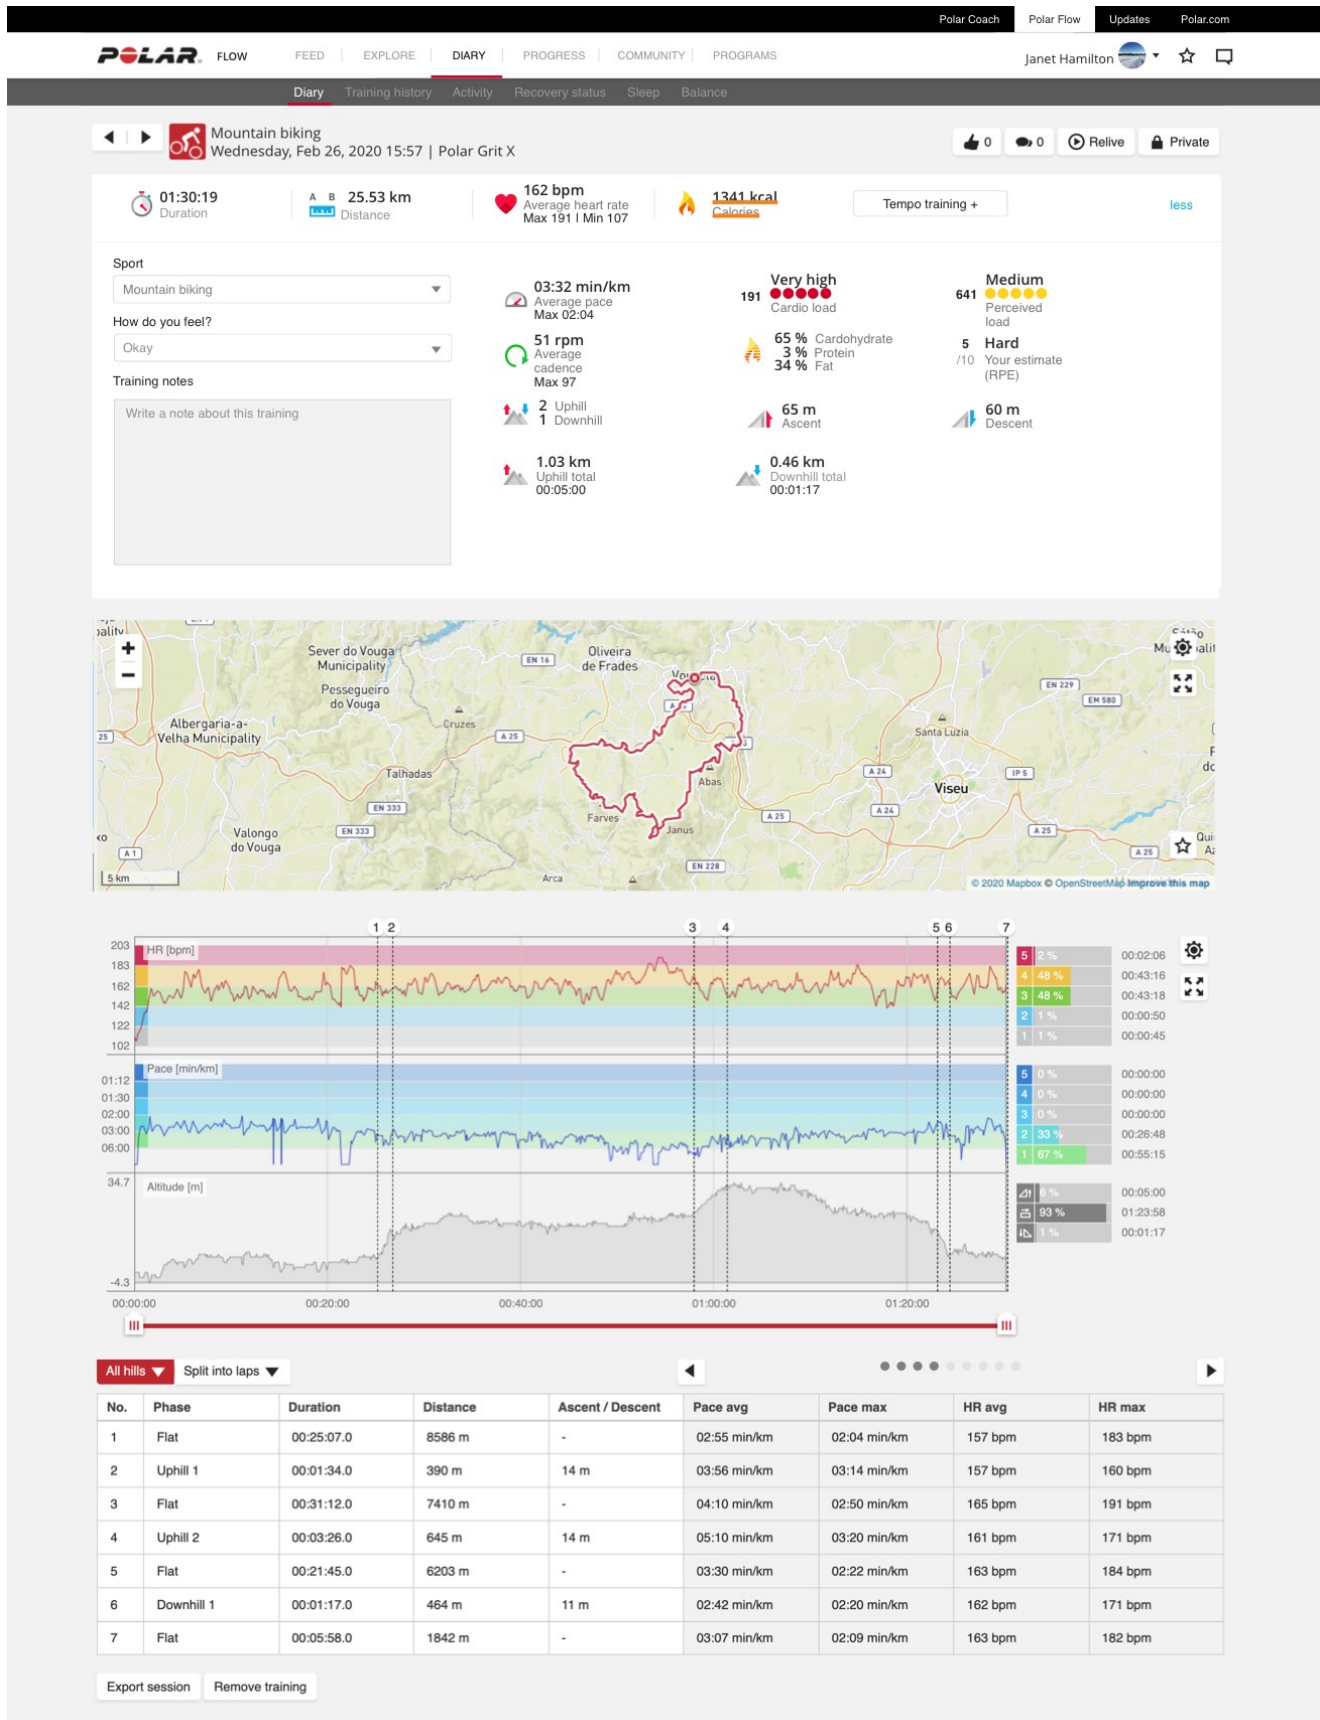 Polar Coach Polar Flow Updates Polar.com
POLAR. FLOW FEED EXPLORE DIARY PROGRESS COMMUNITY PROGRAMS Janet Hamilton
Diary Training history Activity Recovery status Sleep Balance
Mountain biking
Wednesday, Feb 26, 2020 15:57 | Polar Grit X
0 0 Relive Private
01:30:19
Duration
A B 25.53 km
Distance
162 bpm
Average heart rate
Max 191 | Min 107
1341 kcal
Calories
Tempo training +
less
Sport
Mountain biking
How do you feel?
Okay
Training notes
Write a note about this training
03:32 min/km
Average pace
Max 02:04
Very high
191
Cardio load
Medium
641
Perceived
load
51 rpm
Average
cadence
Max 97
65 % Cardohydrate
3 % Protein
34 % Fat
5 Hard
/10 Your estimate
(RPE)
2 Uphill
1 Downhill
65 m
Ascent
60 m
Descent
1.03 km
Uphill total
00:05:00
0.46 km
Downhill total
00:01:17
pality
+
−
Sever do Vouga
Municipality
Pessegueiro
do Vouga
EN 16
Oliveira
de Frades
EN 229
EM 580
Albergaria-a-
Velha Municipality
25
Cruzes
A 25
Santa Luzia
Talhadas
Abas
A 24
IP 5
Viseu
EN 333
A 24
Farves
A 25
Valongo
do Vouga
EN 333
Janus
A 25
A 1
A 25
EN 228
5 km
Arca
© 2020 Mapbox © OpenStreetMap Improve this map
1 2 3 4 5 6 7
HR [bpm]
203
183
162
142
122
102
5 2 % 00:02:06
4 48 % 00:43:16
3 48 % 00:43:18
2 1 % 00:00:50
1 1 % 00:00:45
Pace [min/km]
01:12
01:30
02:00
03:00
06:00
5 0 % 00:00:00
4 0 % 00:00:00
3 0 % 00:00:00
2 33 % 00:26:48
1 67 % 00:55:15
34.7
Altitude [m]
-4.3
6 % 00:05:00
93 % 01:23:58
1 % 00:01:17
00:00:00 00:20:00 00:40:00 01:00:00 01:20:00
All hills Split into laps
No. Phase Duration Distance Ascent / Descent Pace avg Pace max HR avg HR max
1 Flat 00:25:07.0 8586 m - 02:55 min/km 02:04 min/km 157 bpm 183 bpm
2 Uphill 1 00:01:34.0 390 m 14 m 03:56 min/km 03:14 min/km 157 bpm 160 bpm
3 Flat 00:31:12.0 7410 m - 04:10 min/km 02:50 min/km 165 bpm 191 bpm
4 Uphill 2 00:03:26.0 645 m 14 m 05:10 min/km 03:20 min/km 161 bpm 171 bpm
5 Flat 00:21:45.0 6203 m - 03:30 min/km 02:22 min/km 163 bpm 184 bpm
6 Downhill 1 00:01:17.0 464 m 11 m 02:42 min/km 02:20 min/km 162 bpm 171 bpm
7 Flat 00:05:58.0 1842 m - 03:07 min/km 02:09 min/km 163 bpm 182 bpm
Export session Remove training